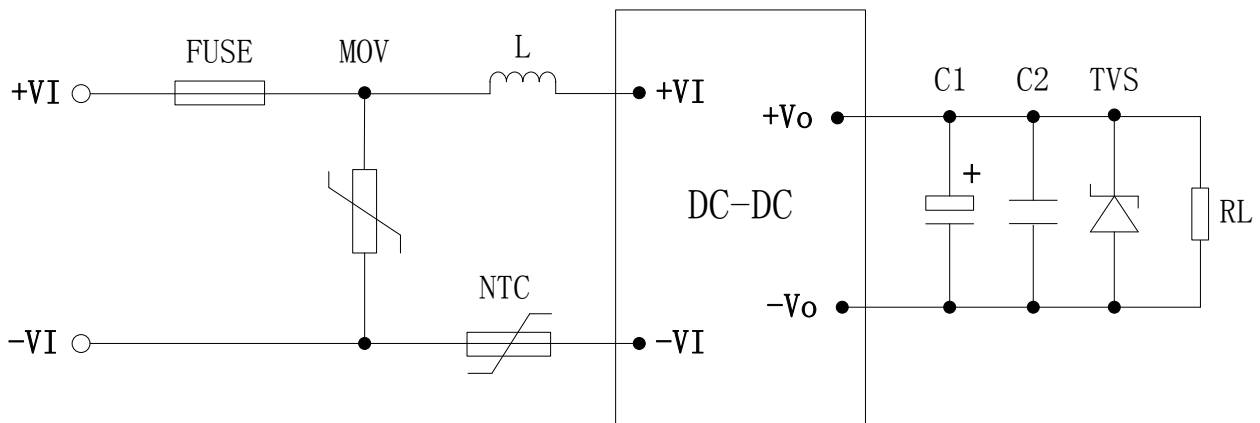 FUSE
MOV
L
C1
C2
TVS
+VI
+VI
+Vo
+
DC-DC
RL
NTC
-Vo
-VI
-VI